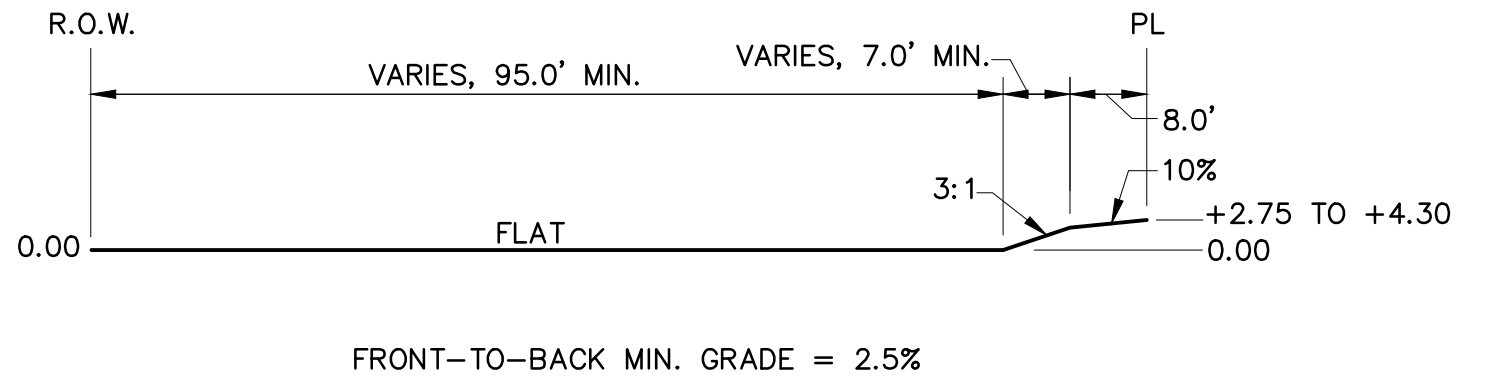 R.O.W.
PL
VARIES, 95.0' MIN.
VARIES, 7.0' MIN.
8.0'
10%
3:1
+2.75 TO +4.30
0.00
FLAT
0.00
FRONT-TO-BACK MIN. GRADE = 2.5%